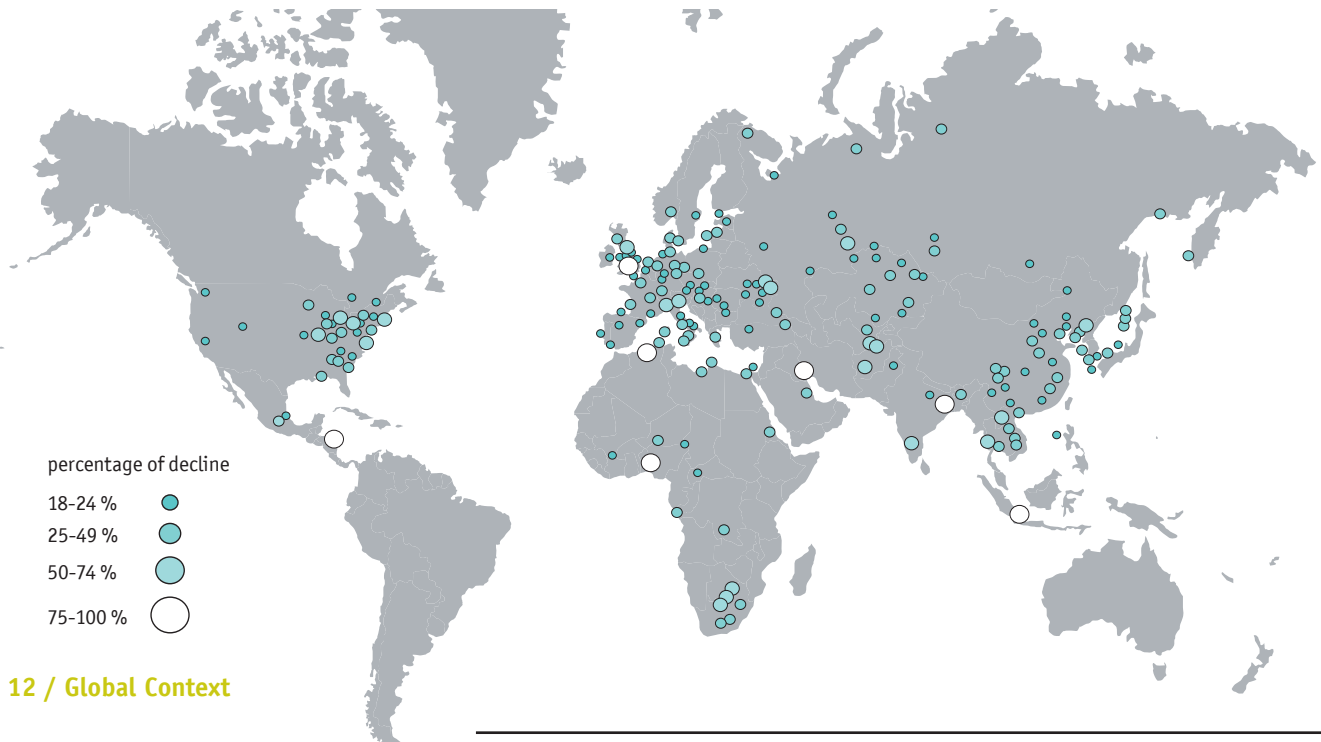 percentage of decline
18-24 %
25-49 %
50-74 %
75-100 %
12 / Global Context